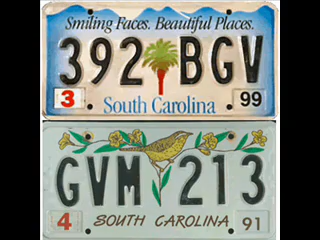 Smiling Faces. Beautiful Places.
392 BGV
3 South Carolina 99
GVM 213
4 SOUTH CAROLINA 91